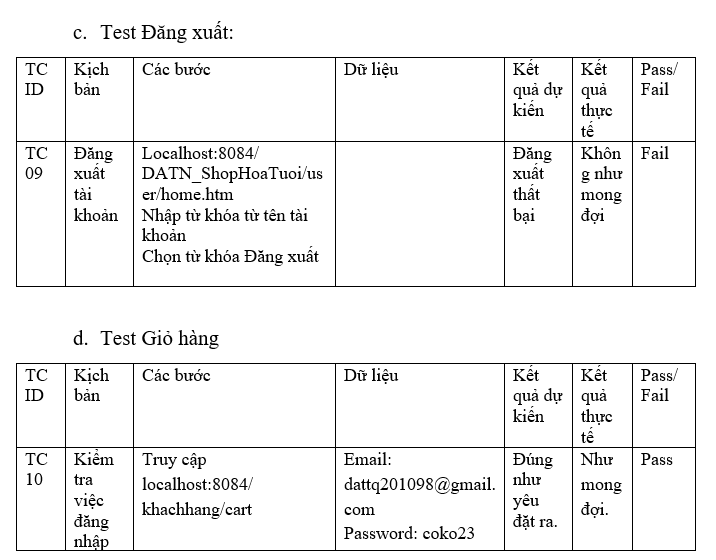 c. Test Đăng xuất:
TC ID
Kịch bản
Các bước
Dữ liệu
Kết quả dự kiến
Kết quả thực tế
Pass/ Fail
TC 09
Đăng xuất tài khoản
Localhost:8084/
DATN_ShopHoaTuoi/us
er/home.htm
Nhập từ khóa từ tên tài
khoản
Chọn từ khóa Đăng xuất
Đăng xuất thất bại
Khôn g như mong đợi
Fail
d. Test Giỏ hàng
TC ID
Kịch bản
Các bước
Dữ liệu
Kết quả dự kiến
Kết quả thực tế
Pass/ Fail
TC 10
Kiểm tra việc đăng nhập
Truy cập
localhost:8084/
khachhang/cart
Email:
dattq201098@gmail.
com
Password: coko23
Đúng như yêu đặt ra.
Như mong đợi.
Pass